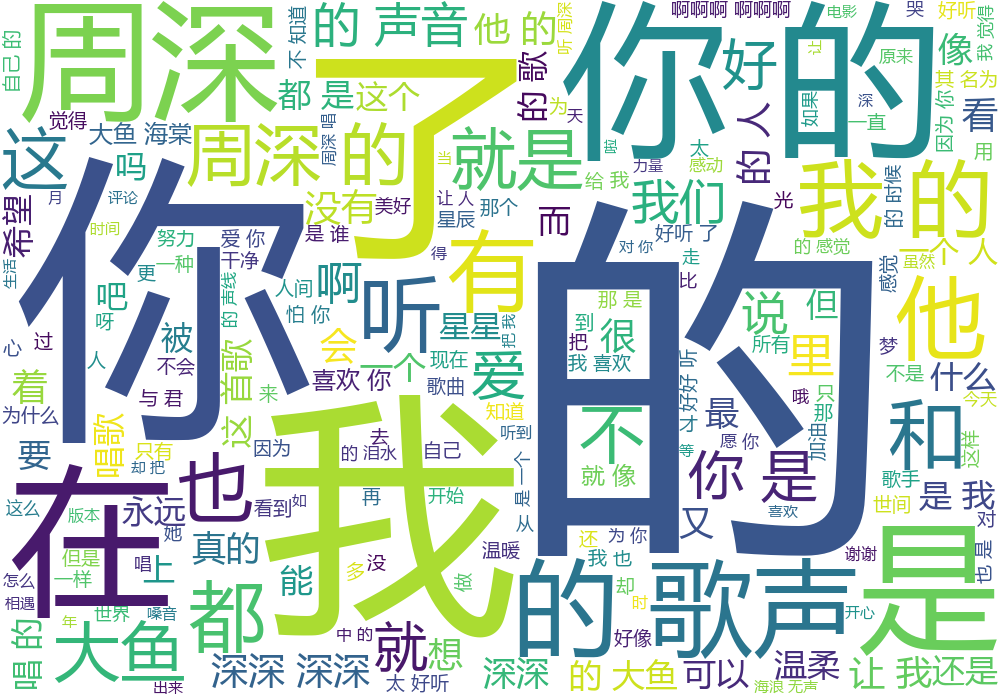 周深
了
你的
的 声音
他 的
不 知道
自己 的
都 是
这个
的 歌
听 周深
为
天
啊啊啊 啊啊啊
好
电影
让
哭
好听
像
我 觉得
原来
其 名为
看
用
如果
深
一直
因为 你
觉得
大鱼 海棠
这
吗
周深 的
周深 唱
当
就是
的 人
太
力量
感动
给 我
我们
光
我 的
的 时候
希望
月
评论
没有
美好
让 人
星辰
那个
而
好听 了
对 你
走
的 感觉
一个 人
虽然
感觉
时间
努力
一种
爱 你
干净
是 谁
得
你
的
有
比
生活
更
吧
呀
被
不会
人间
怕 你
啊
听
星星
把 我
那 是
到
很
把
说
但
所有
里
他
梦
心
过
人
的 声线
会
一个
现在
爱
我 喜欢
才 好好 听
哦
只
那
不是
什么
今天
着
为什么
与 君
这 首歌
来
喜欢 你
歌曲
知道
不
最
愿 你
加油
和
这样
要
唱歌
只有
却 把
因为
的 泪水
去
自己
听到
就 像
等
你 是
喜欢
歌手
世间
是 我
对
在
也
我
这么
版本
永远
她
看到
如
再
开始
从 是 一个
又
还
为 你
也 是
怎么
相遇
但是
一样
唱
上
真的
能
多
没
做
温暖
我 也
却
时
的 歌声
谢谢
是
唱 的
年
世界
大鱼
嗓音
出来
都
中 的
就
想
好像
开心
深深 深深
太 好听
深深
的 大鱼
可以
温柔
海浪 无声
让 我
还是